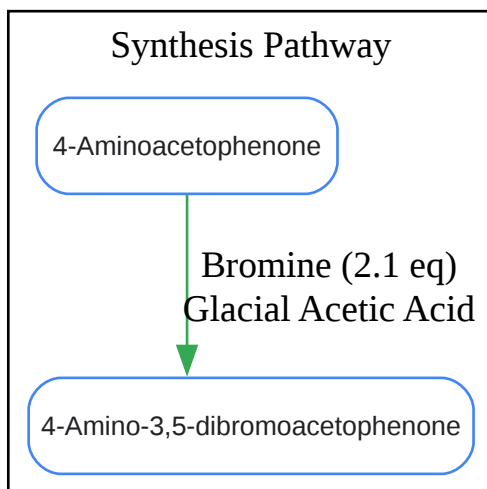 Synthesis Pathway
4-Aminoacetophenone
Bromine (2.1 eq)
Glacial Acetic Acid
4-Amino-3,5-dibromoacetophenone